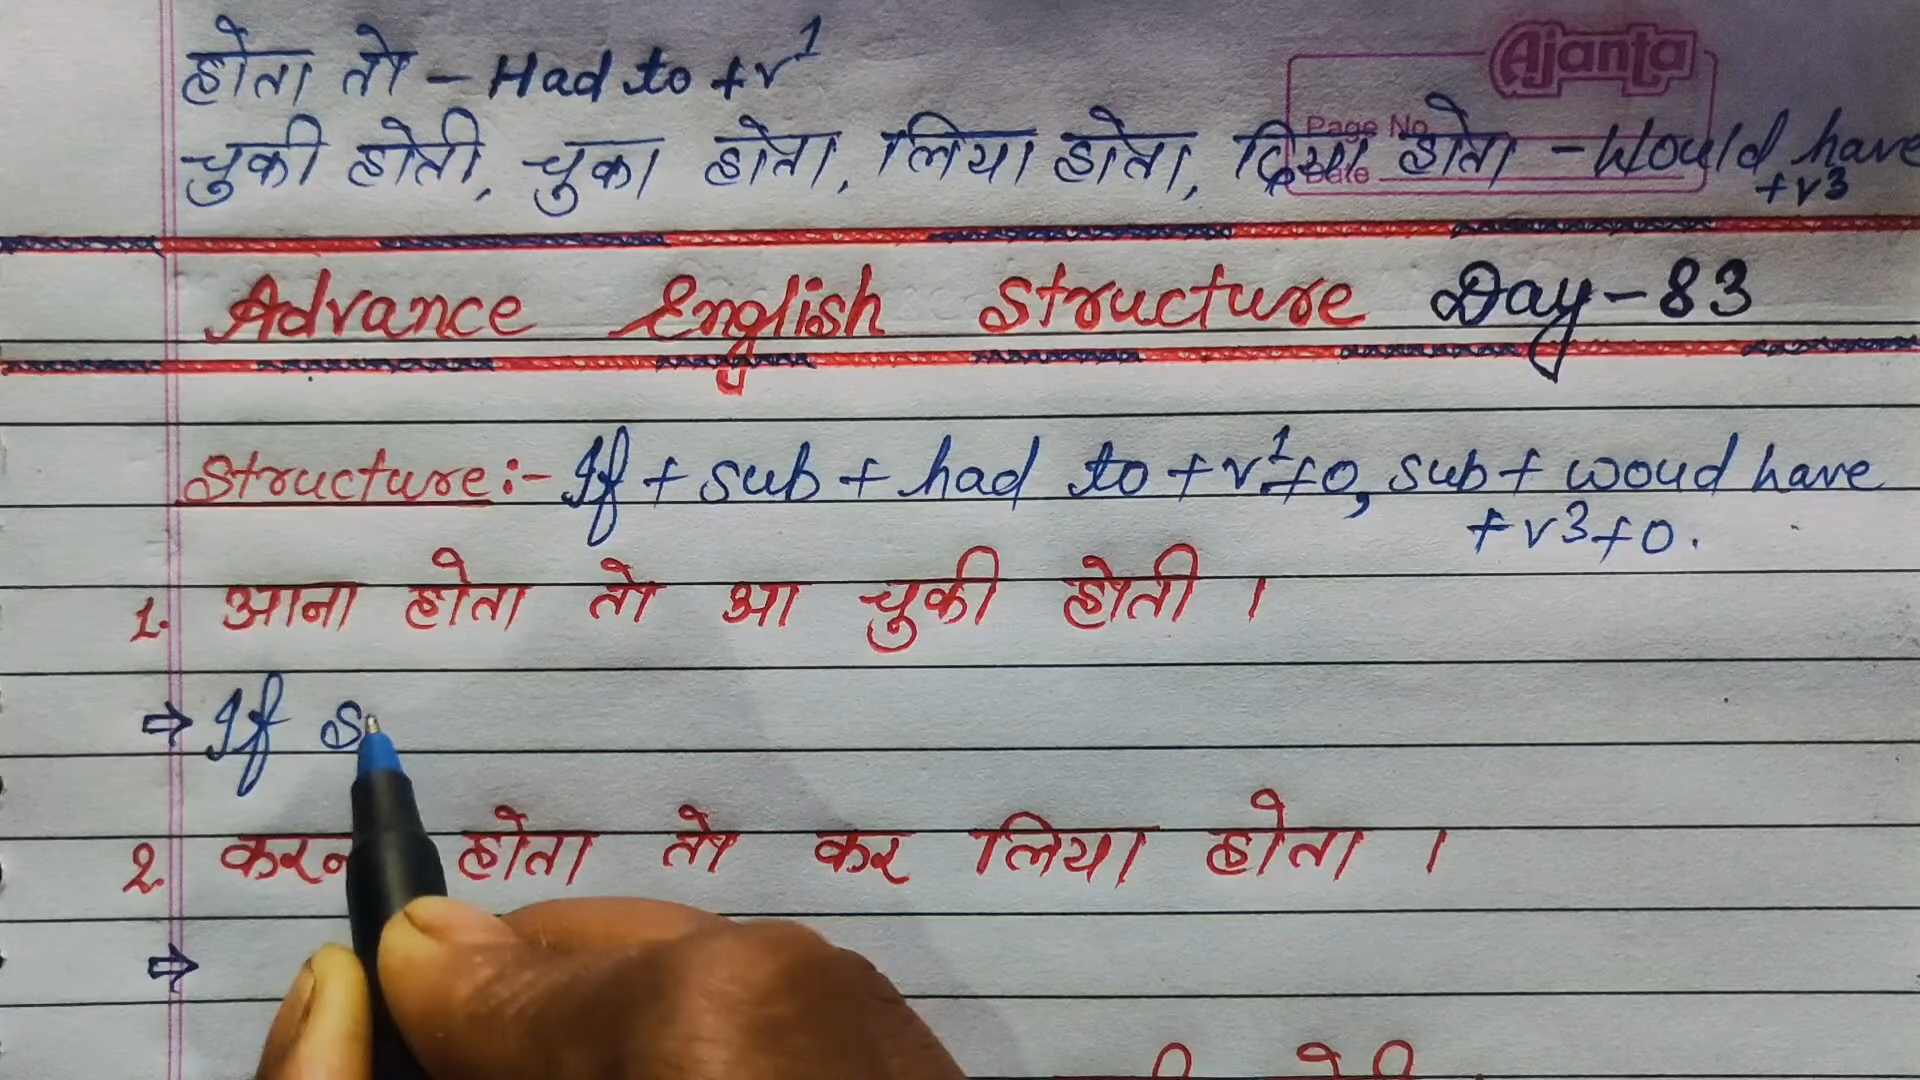 होता तो - Had to + v1
Ajanta
Page No.
Date
चुकी होती, चुका होता, लिया होता, दिया होता - Would have
+v3
Advance English Structure Day-83
Structure:- If + sub + had to + v1+o, sub + woud have
+ v3+o.
1. आना होता तो आ चुकी होती ।
⇒ If s
2. करन होता तो कर लिया होता ।
⇒